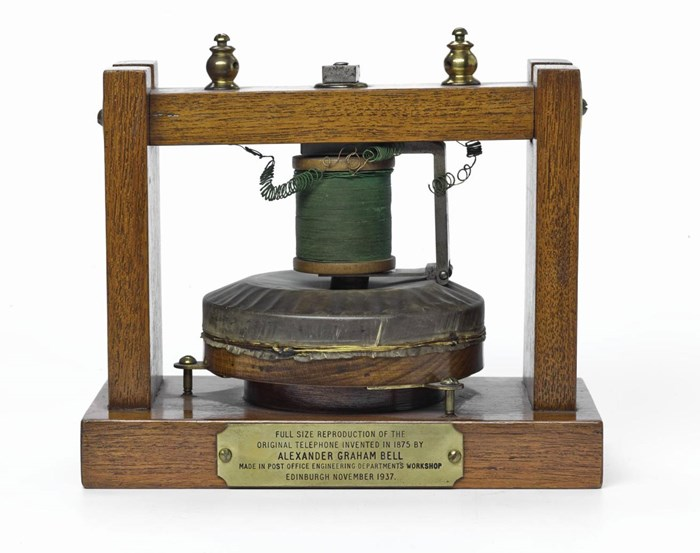 FULL SIZE REPRODUCTION OF THE
ORIGINAL TELEPHONE INVENTED IN 1875 BY
ALEXANDER GRAHAM BELL
MADE IN POST OFFICE ENGINEERING DEPARTMENTS WORKSHOP
EDINBURGH NOVEMBER 1937.